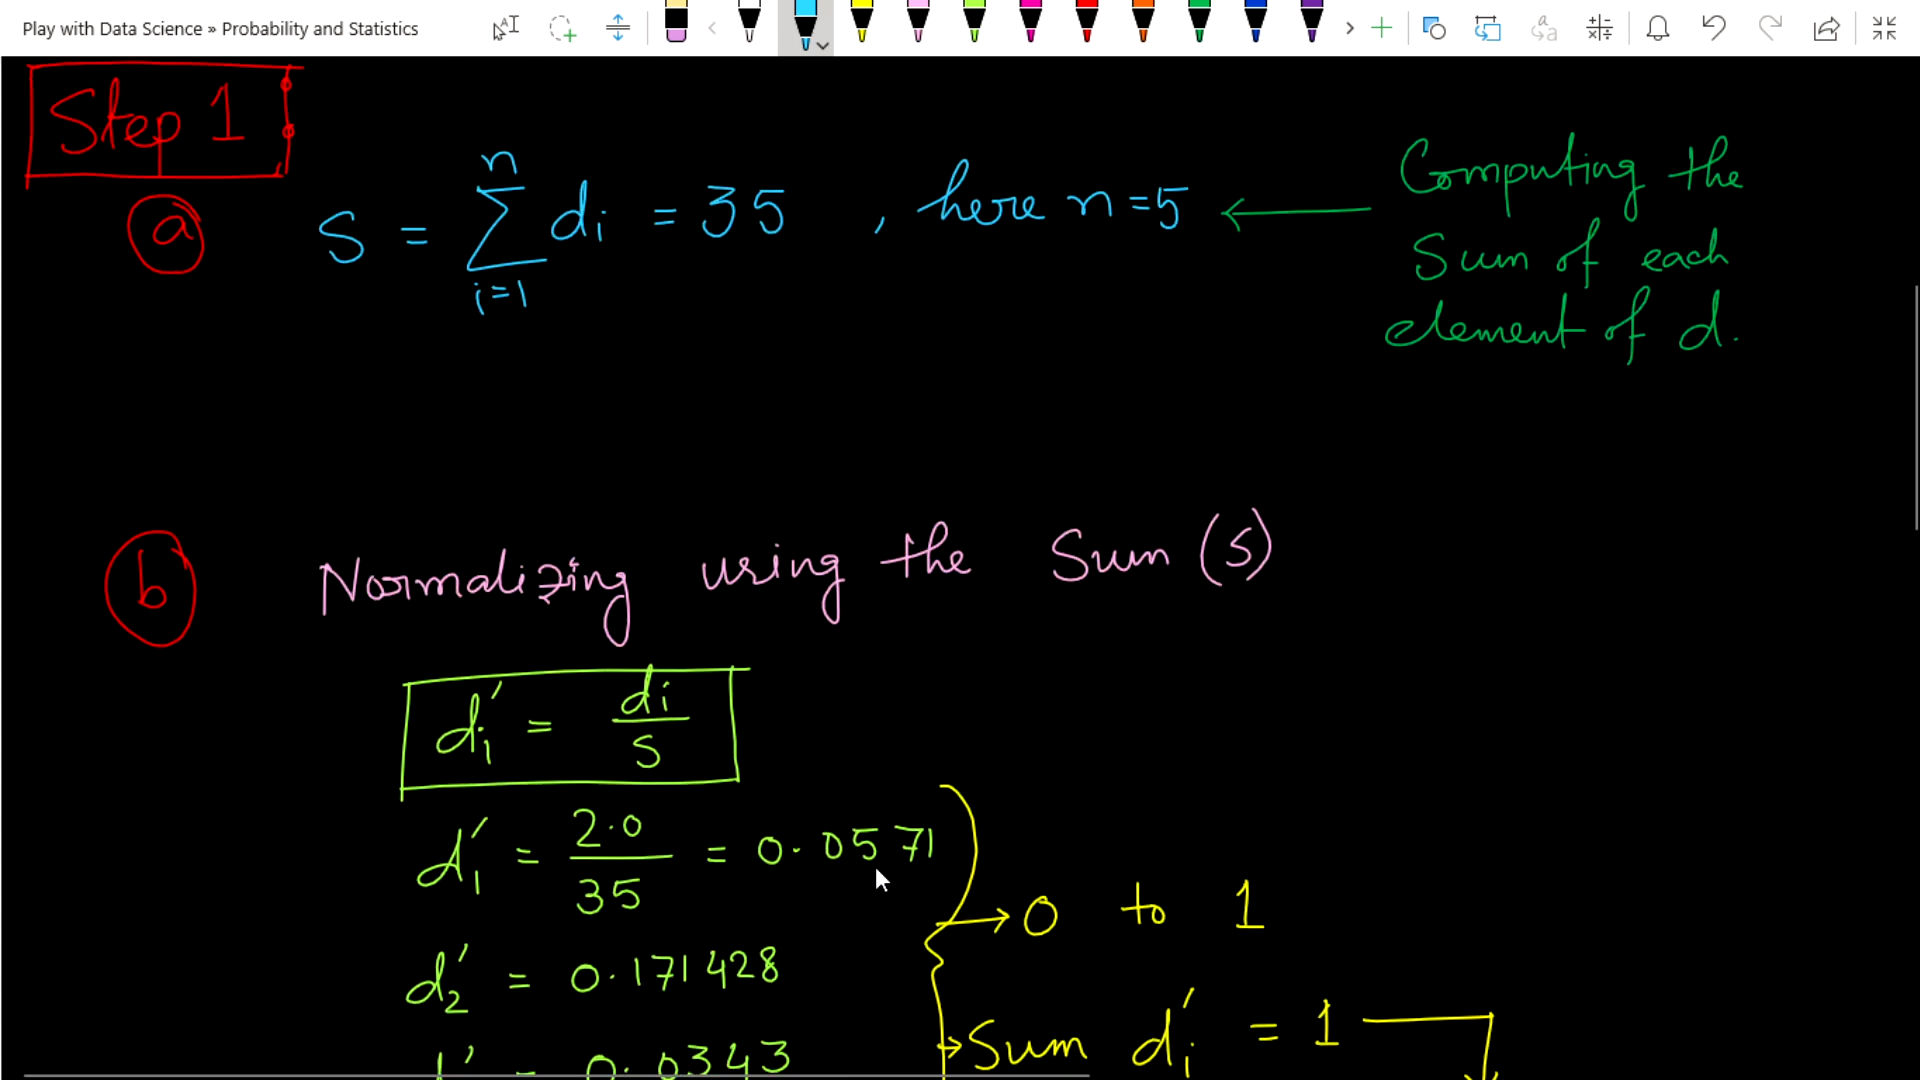 Play with Data Science » Probability and Statistics
Step 1
a
S = n ∑ i=1 di = 35 , here n=5
Computing the
Sum of each
element of d.
b
Normalizing using the Sum (S)
di' = di/S
d1' = 2.0/35 = 0.0571
0 to 1
d2' = 0.171428
Sum di' = 1
0.0343